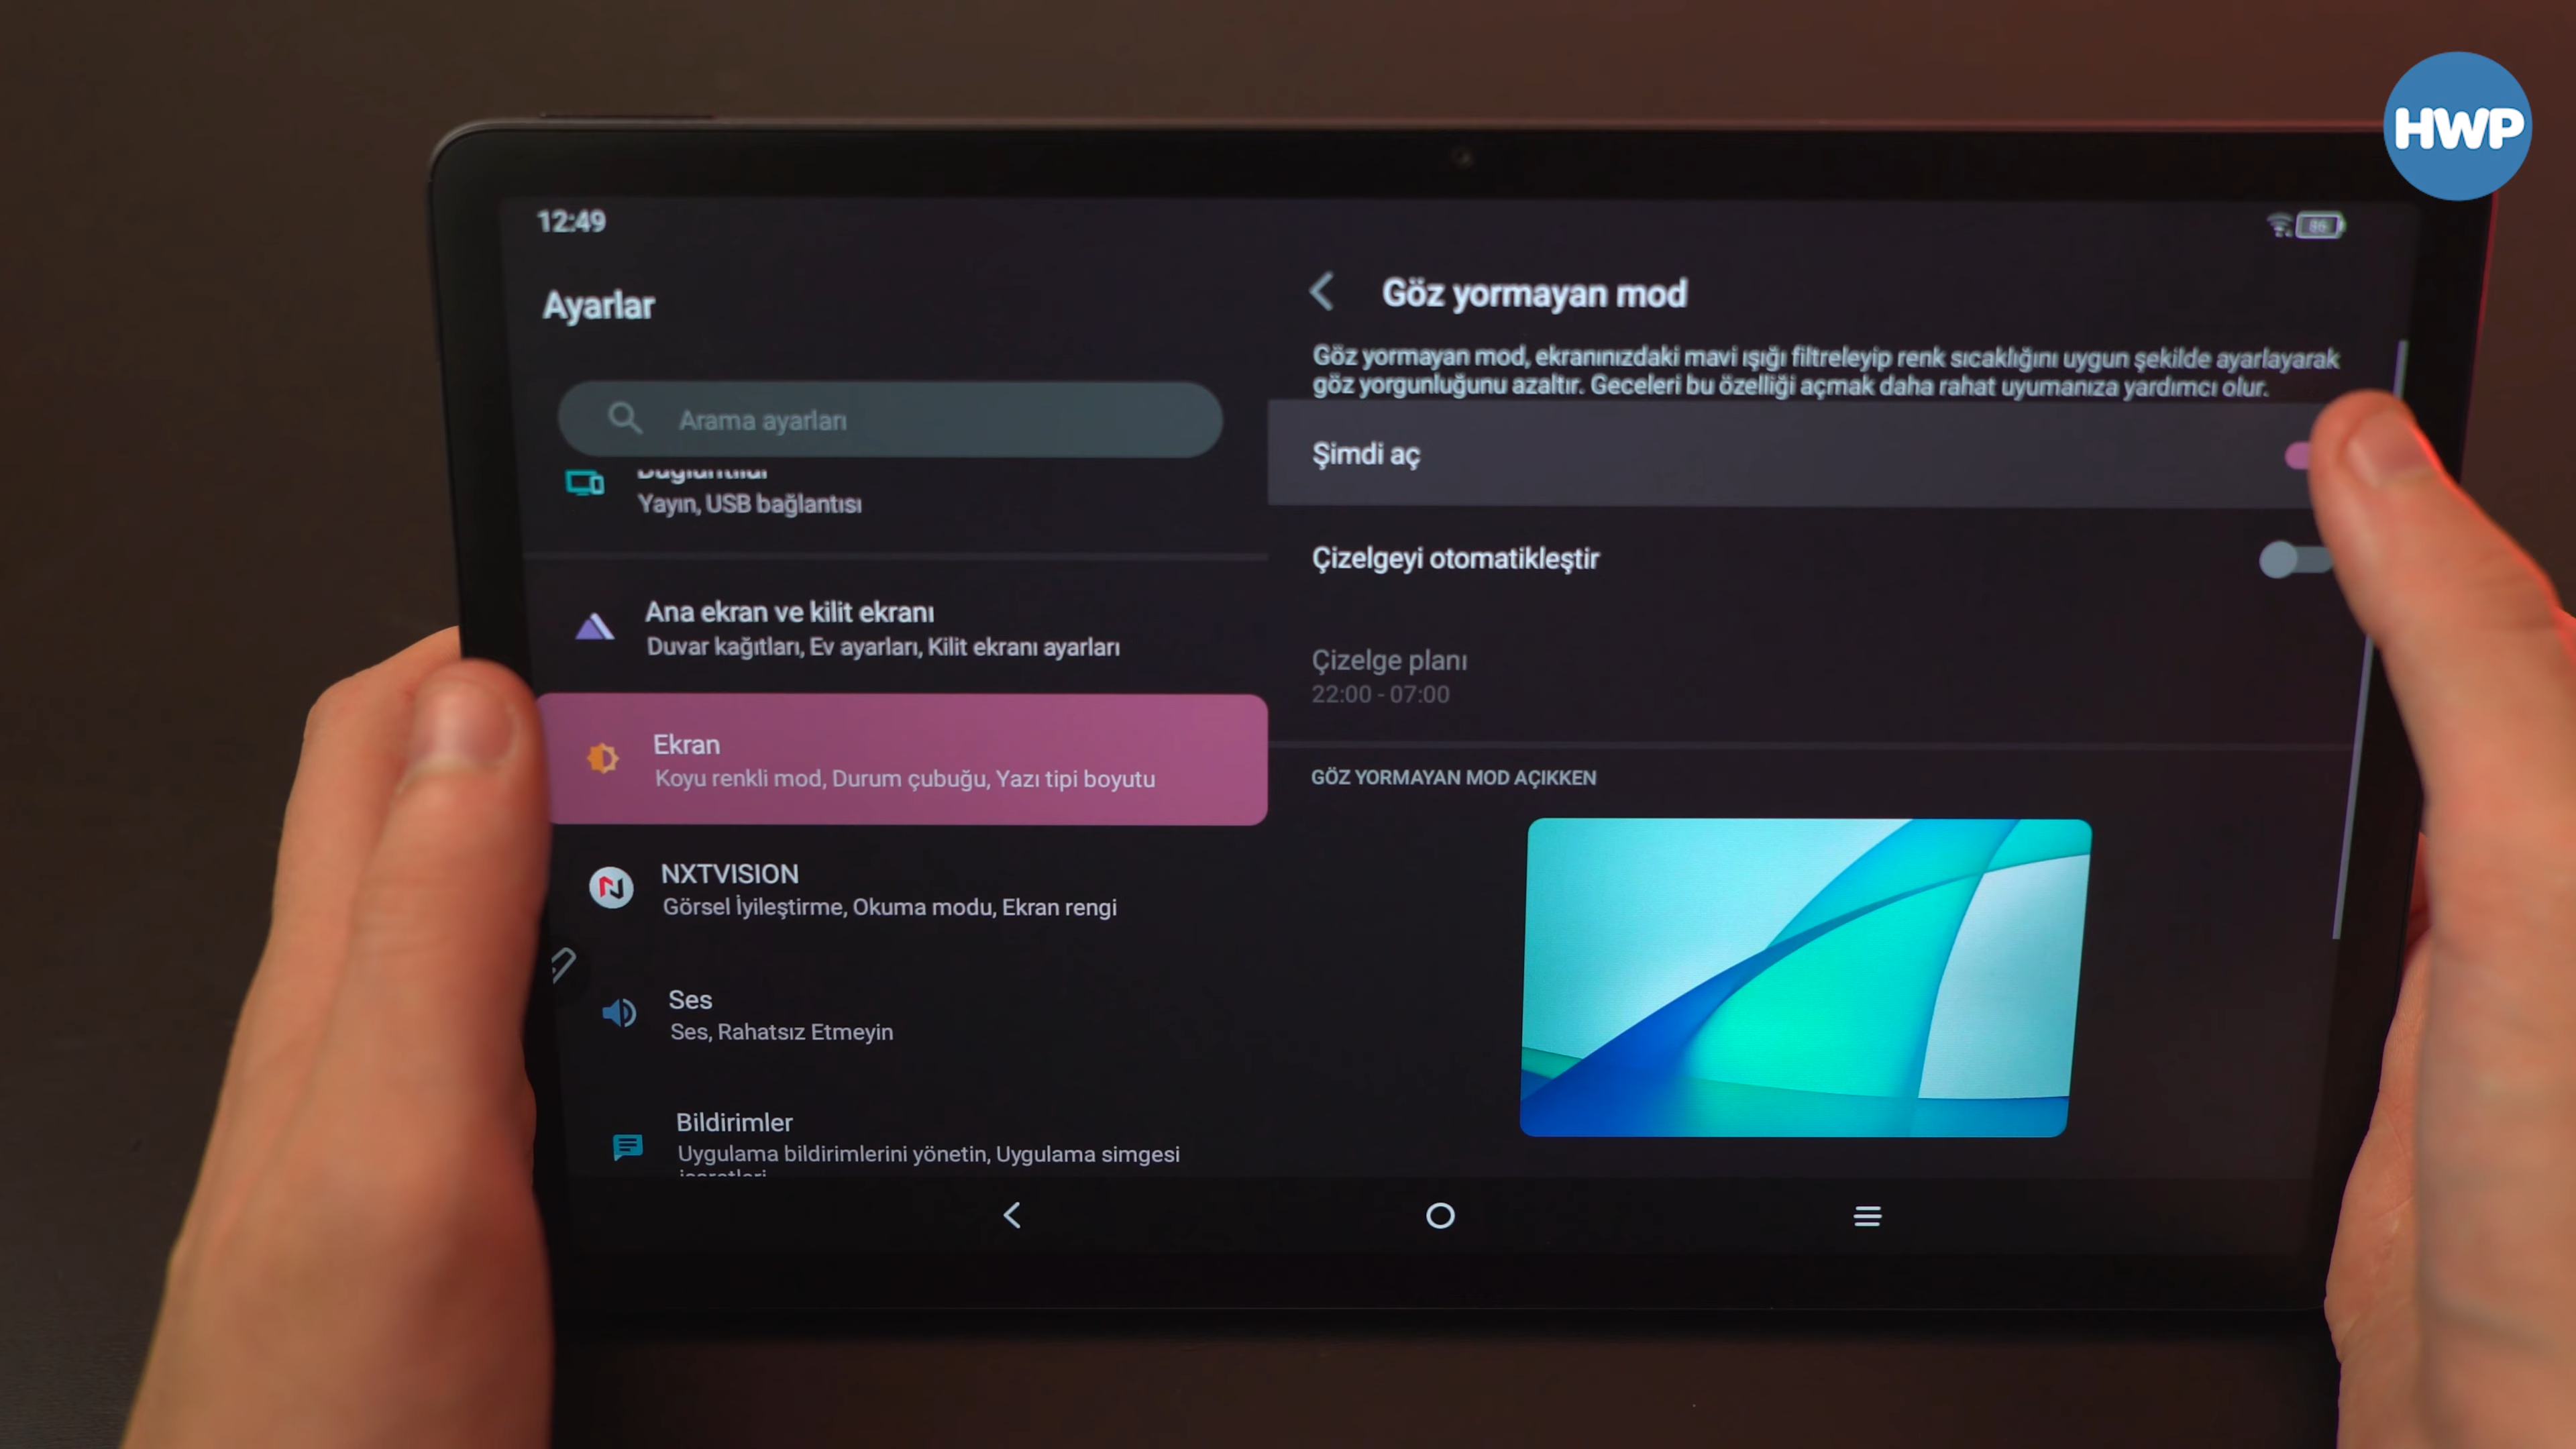 HWP
12:49
86
Ayarlar
Arama ayarları
Yayın, USB bağlantısı
Ana ekran ve kilit ekranı
Duvar kağıtları, Ev ayarları, Kilit ekranı ayarları
Ekran
Koyu renkli mod, Durum çubuğu, Yazı tipi boyutu
NXTVISION
Görsel İyileştirme, Okuma modu, Ekran rengi
Ses
Ses, Rahatsız Etmeyin
Bildirimler
Uygulama bildirimlerini yönetin, Uygulama simgesi
Göz yormayan mod
Göz yormayan mod, ekranınızdaki mavi ışığı filtreleyip renk sıcaklığını uygun şekilde ayarlayarak
göz yorgunluğunu azaltır. Geceleri bu özelliği açmak daha rahat uyumanıza yardımcı olur.
Şimdi aç
Çizelgeyi otomatikleştir
Çizelge planı
22:00 - 07:00
GÖZ YORMAYAN MOD AÇIKKEN